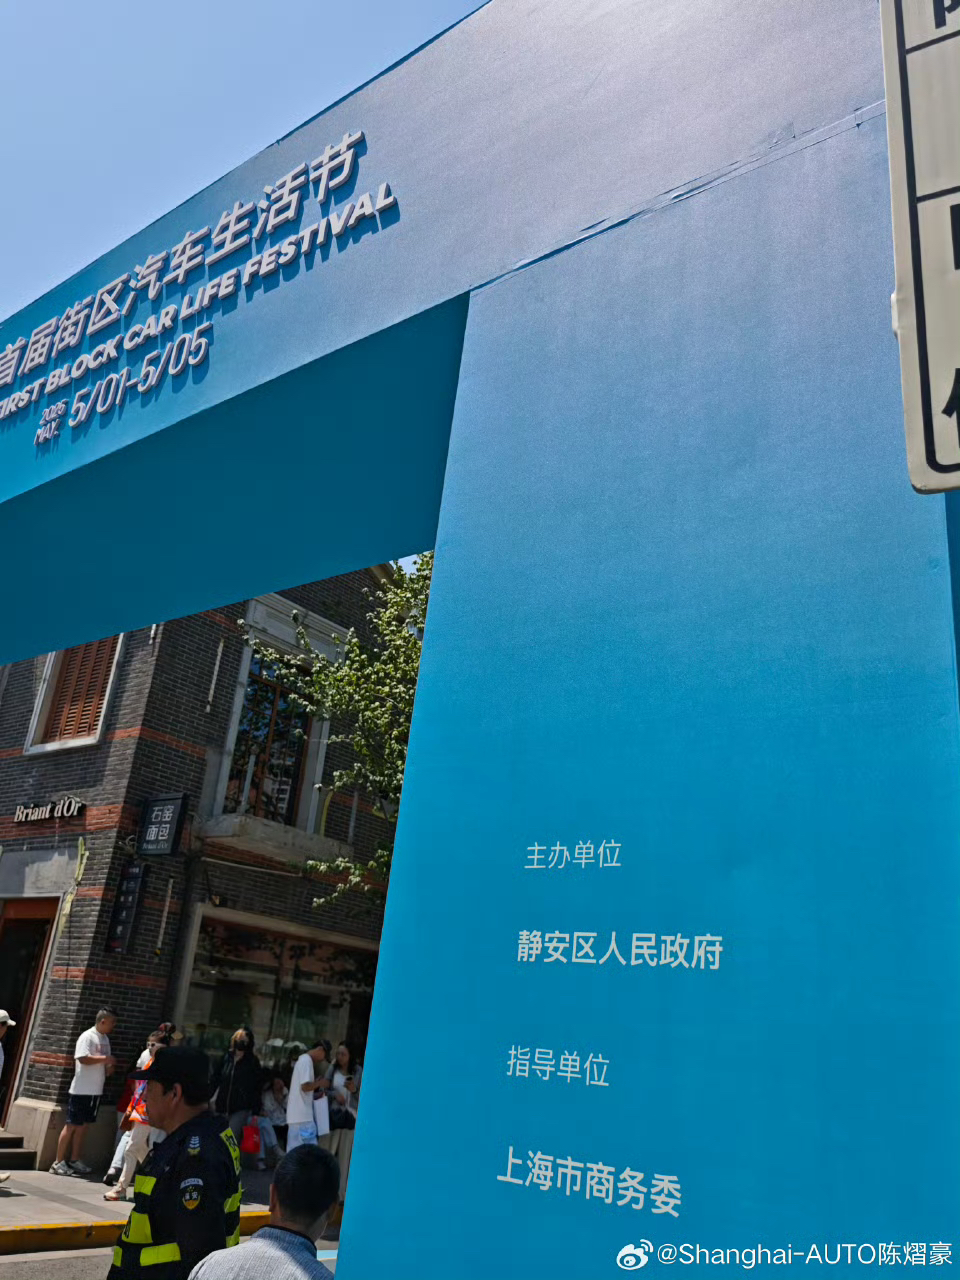 首届街区汽车生活节
FIRST BLOCK CAR LIFE FESTIVAL
2025
MAY.
5/01-5/05
Briant d'Or
石窑
面包
Briant d'Or
主办单位
静安区人民政府
指导单位
上海市商务委
@Shanghai-AUTO陈熠豪